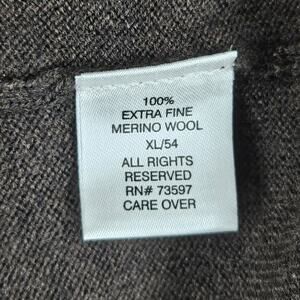 100%
EXTRA FINE
MERINO WOOL
XL/54
ALL RIGHTS
RESERVED
RN# 73597
CARE OVER